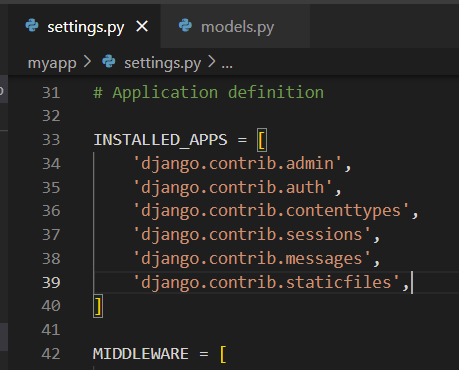 settings.py
models.py
myapp > settings.py > ...
31 # Application definition
32
33 INSTALLED_APPS = [
34     'django.contrib.admin',
35     'django.contrib.auth',
36     'django.contrib.contenttypes',
37     'django.contrib.sessions',
38     'django.contrib.messages',
39     'django.contrib.staticfiles',
40 ]
41
42 MIDDLEWARE = [